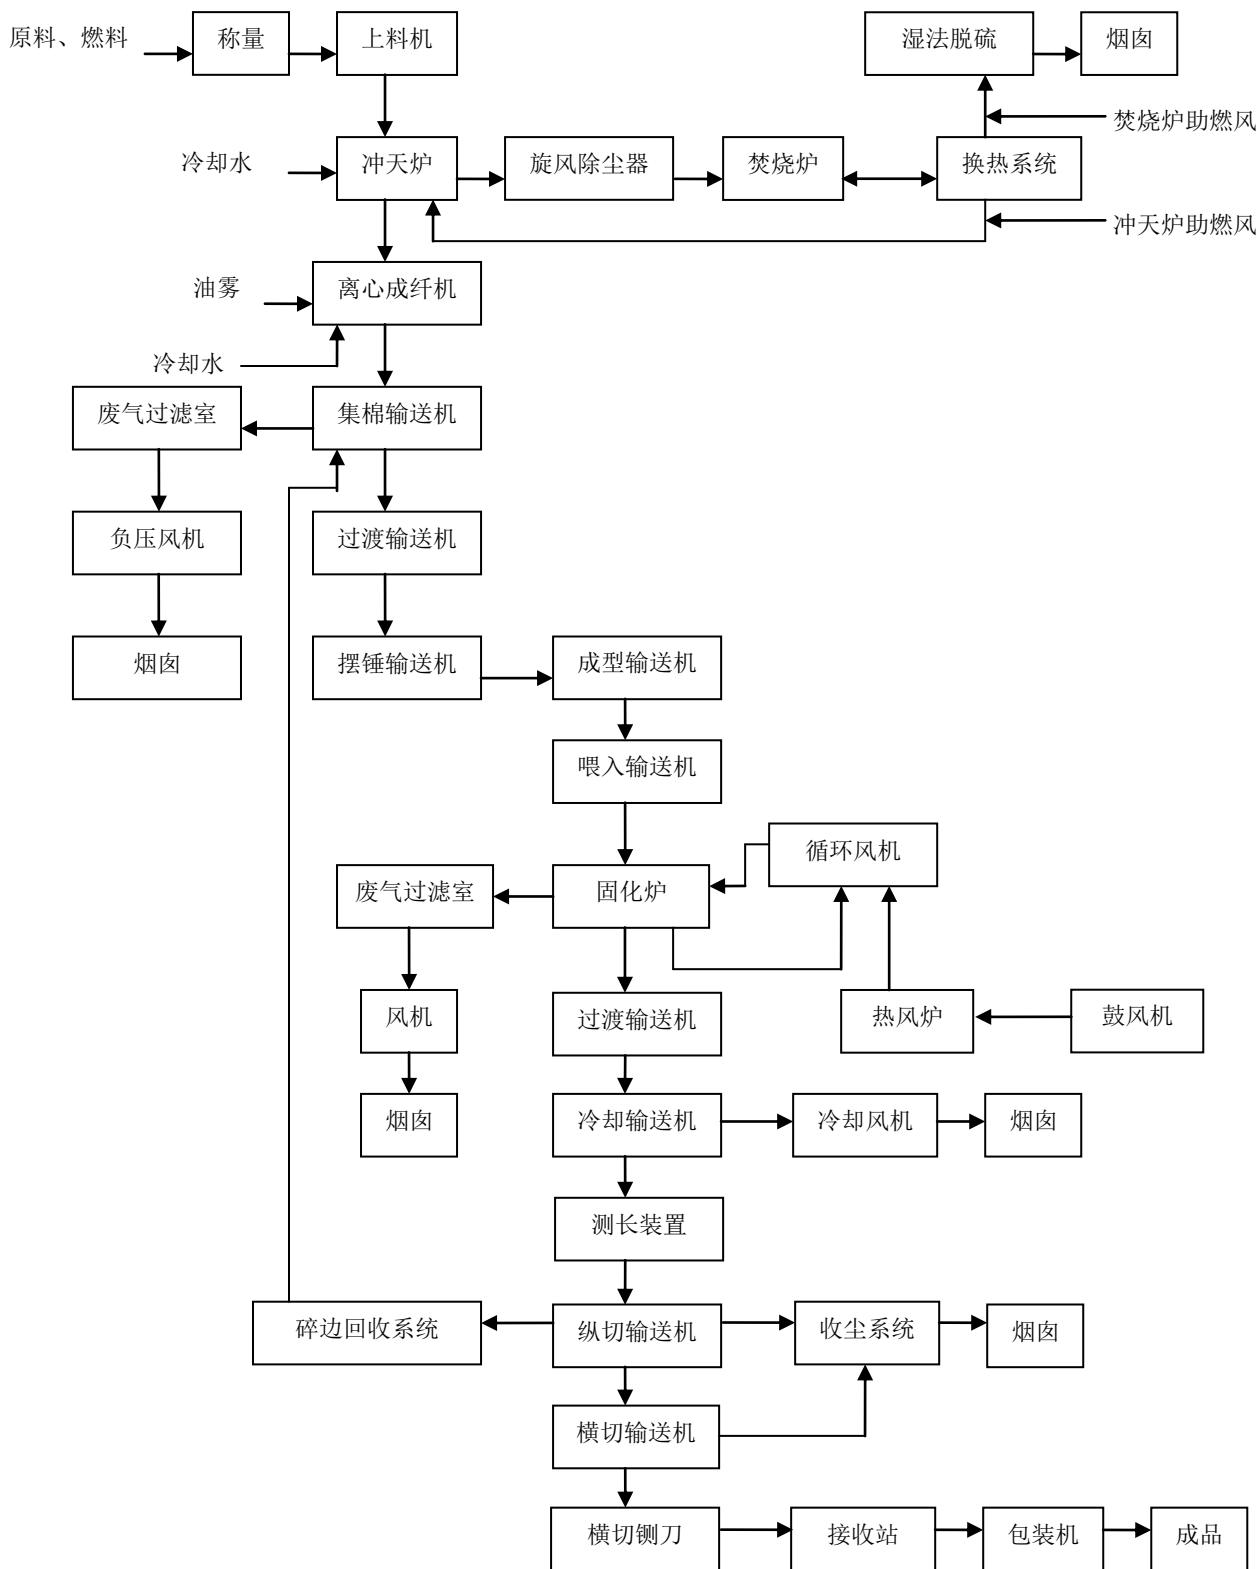 原料、燃料
称量
上料机
湿法脱硫
烟囱
焚烧炉助燃风
冷却水
冲天炉
旋风除尘器
焚烧炉
换热系统
冲天炉助燃风
油雾
离心成纤机
冷却水
废气过滤室
集棉输送机
负压风机
过渡输送机
烟囱
摆锤输送机
成型输送机
喂入输送机
循环风机
废气过滤室
固化炉
风机
过渡输送机
热风炉
鼓风机
烟囱
冷却输送机
冷却风机
烟囱
测长装置
碎边回收系统
纵切输送机
收尘系统
烟囱
横切输送机
横切铡刀
接收站
包装机
成品